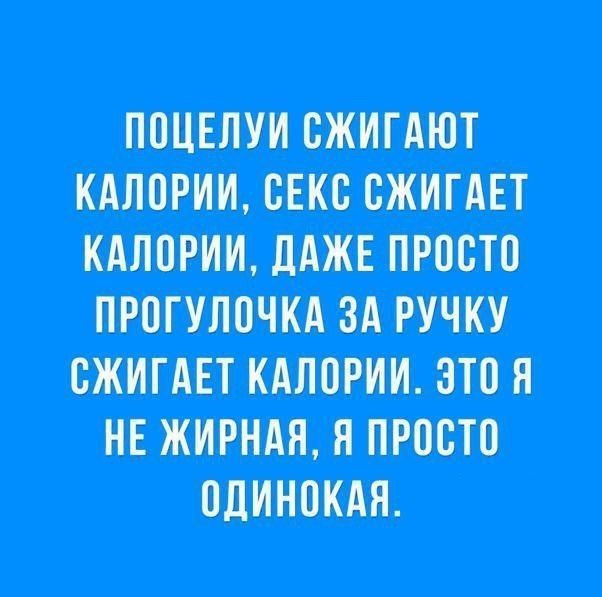 ПОЦЕЛУИ СЖИГАЮТ
КАЛОРИИ, СЕКС СЖИГАЕТ
КАЛОРИИ, ДАЖЕ ПРОСТО
ПРОГУЛОЧКА ЗА РУЧКУ
СЖИГАЕТ КАЛОРИИ. ЭТО Я
НЕ ЖИРНАЯ, Я ПРОСТО
ОДИНОКАЯ.